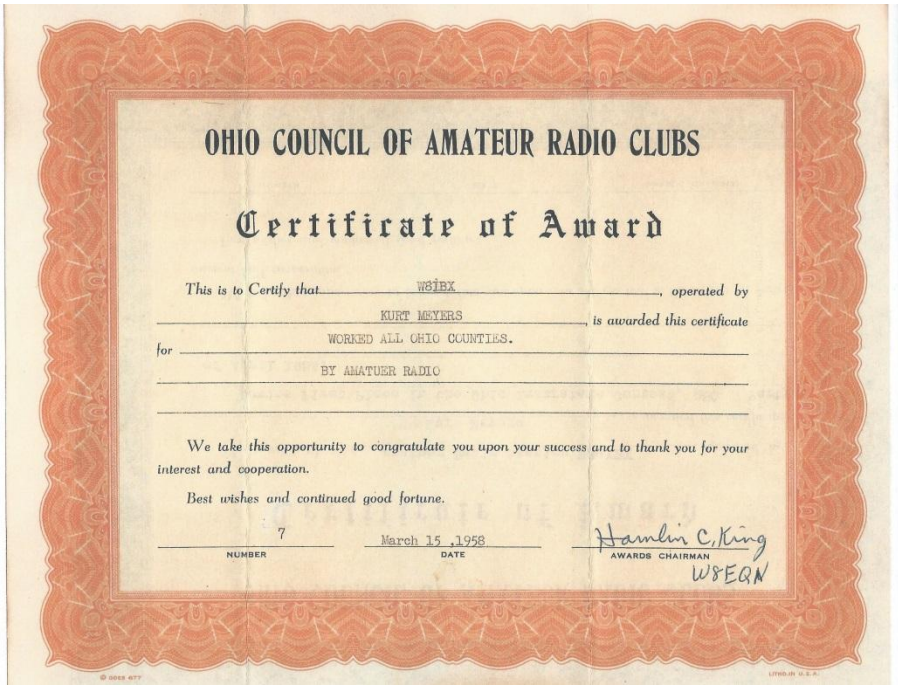 OHIO COUNCIL OF AMATEUR RADIO CLUBS
Certificate of Award
This is to Certify that W8IBX, operated by
KURT MEYERS, is awarded this certificate
for WORKED ALL OHIO COUNTIES.
BY AMATUER RADIO
We take this opportunity to congratulate you upon your success and to thank you for your
interest and cooperation.
Best wishes and continued good fortune.
7 March 15 ,1958 Hamlin C. King
NUMBER DATE AWARDS CHAIRMAN
W8EQN
© GOES 477 LITHO.IN U.S.A.